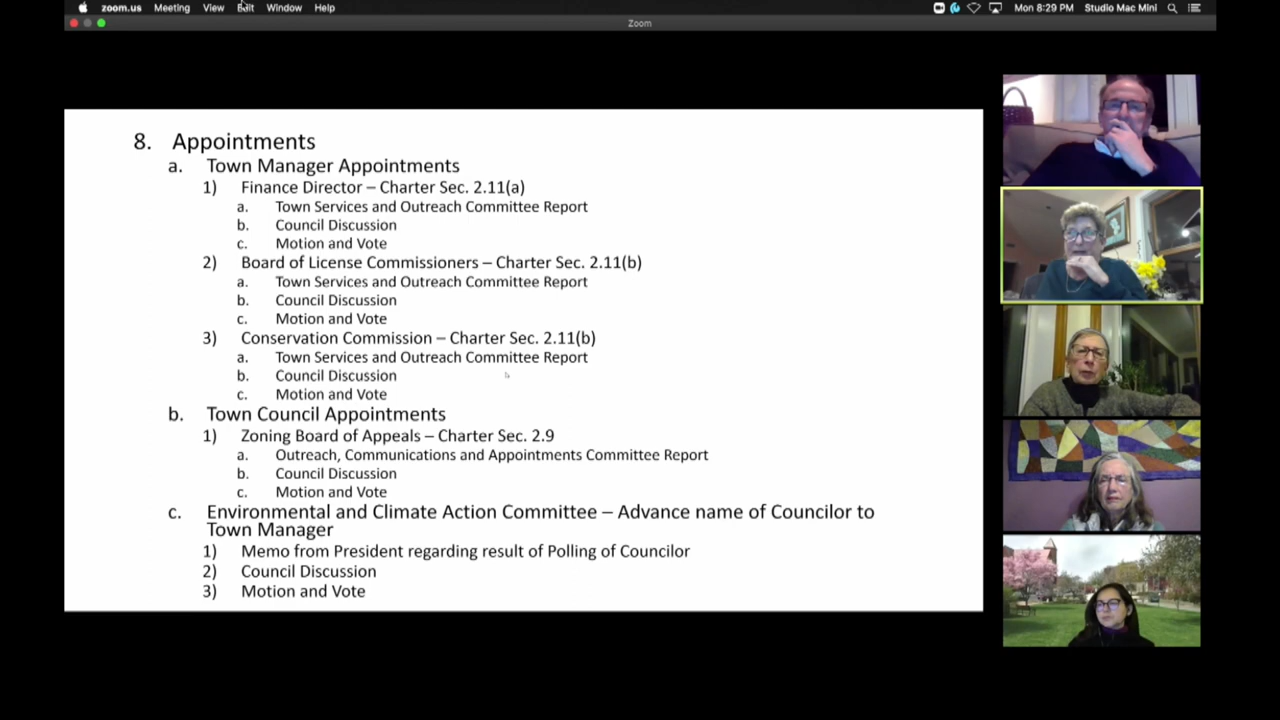 zoom.us Meeting View Edit Window Help Mon 8:29 PM Studio Mac Mini
Zoom
8. Appointments
a. Town Manager Appointments
1) Finance Director – Charter Sec. 2.11(a)
a. Town Services and Outreach Committee Report
b. Council Discussion
c. Motion and Vote
2) Board of License Commissioners – Charter Sec. 2.11(b)
a. Town Services and Outreach Committee Report
b. Council Discussion
c. Motion and Vote
3) Conservation Commission – Charter Sec. 2.11(b)
a. Town Services and Outreach Committee Report
b. Council Discussion
c. Motion and Vote
b. Town Council Appointments
1) Zoning Board of Appeals – Charter Sec. 2.9
a. Outreach, Communications and Appointments Committee Report
b. Council Discussion
c. Motion and Vote
c. Environmental and Climate Action Committee – Advance name of Councilor to
Town Manager
1) Memo from President regarding result of Polling of Councilor
2) Council Discussion
3) Motion and Vote